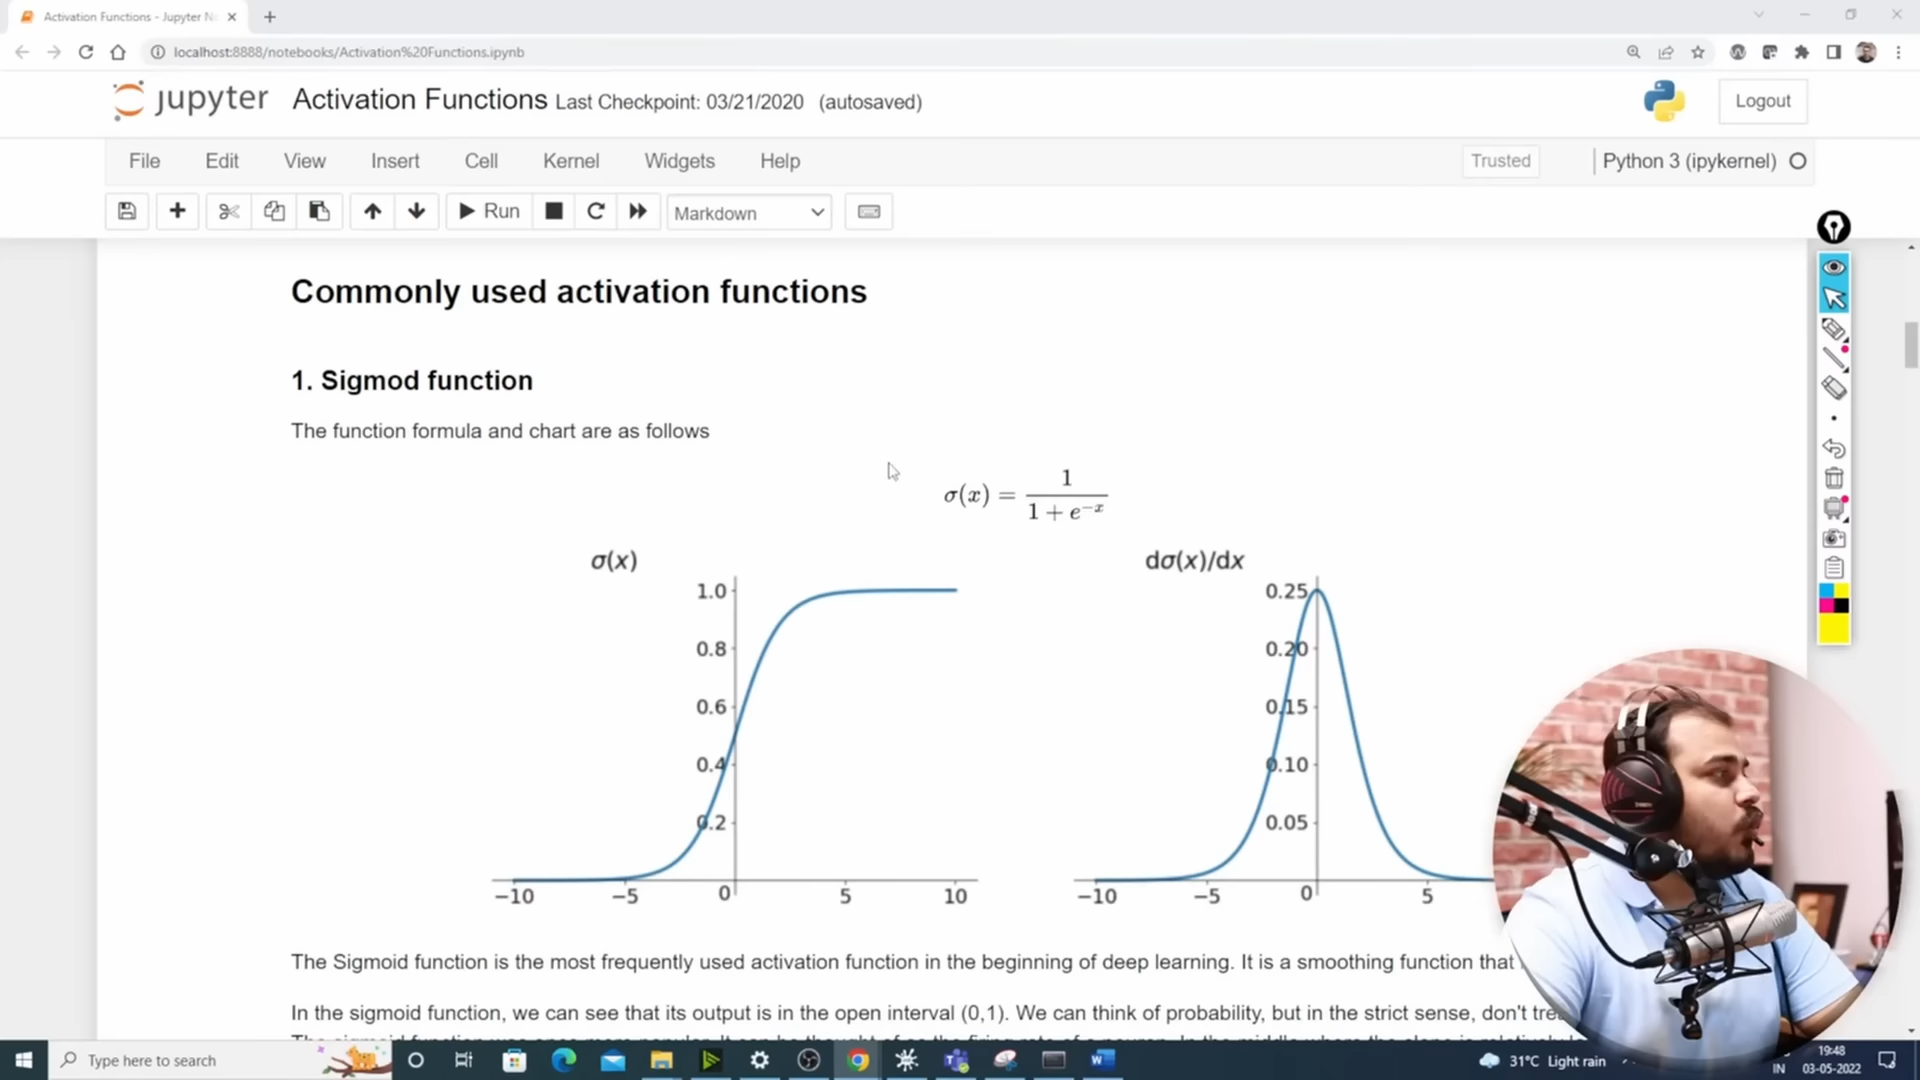 Activation Functions - Jupyter N
localhost:8888/notebooks/Activation%20Functions.ipynb
jupyter Activation Functions Last Checkpoint: 03/21/2020 (autosaved)
Logout
File Edit View Insert Cell Kernel Widgets Help
Trusted
Python 3 (ipykernel)
Run
Markdown
Commonly used activation functions
1. Sigmod function
The function formula and chart are as follows
σ(x) = 1 / (1 + e^−x)
σ(x)
1.0
0.8
0.6
0.4
0.2
−10 −5 0 5 10
dσ(x)/dx
0.25
0.20
0.15
0.10
0.05
−10 −5 0 5
The Sigmoid function is the most frequently used activation function in the beginning of deep learning. It is a smoothing function that
In the sigmoid function, we can see that its output is in the open interval (0,1). We can think of probability, but in the strict sense, don't
Type here to search
31°C Light rain
IN
19:48
03-05-2022